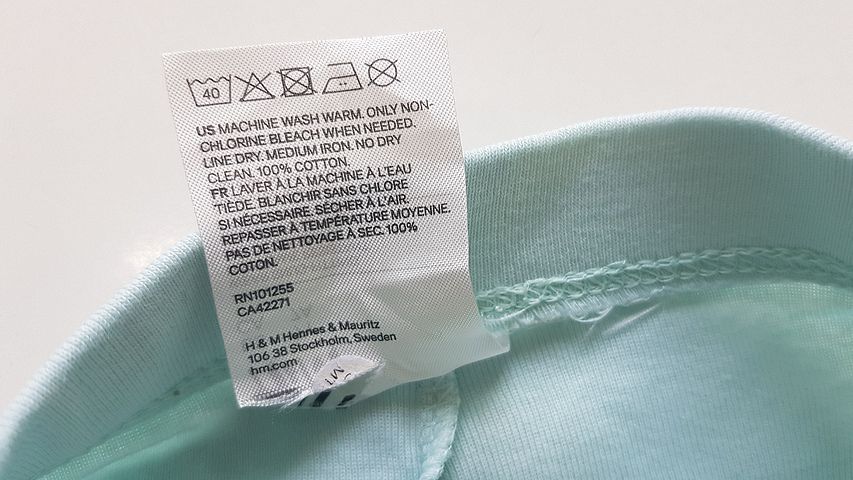 40
US MACHINE WASH WARM. ONLY NON-
CHLORINE BLEACH WHEN NEEDED.
LINE DRY. MEDIUM IRON. NO DRY
CLEAN. 100% COTTON.
FR LAVER À LA MACHINE À L'EAU
TIÈDE. BLANCHIR SANS CHLORE
SI NÉCESSAIRE. SÉCHER À L'AIR.
REPASSER À TEMPÉRATURE MOYENNE.
PAS DE NETTOYAGE À SEC. 100%
COTON.
RN101255
CA42271
H & M Hennes & Mauritz
106 38 Stockholm, Sweden
hm.com